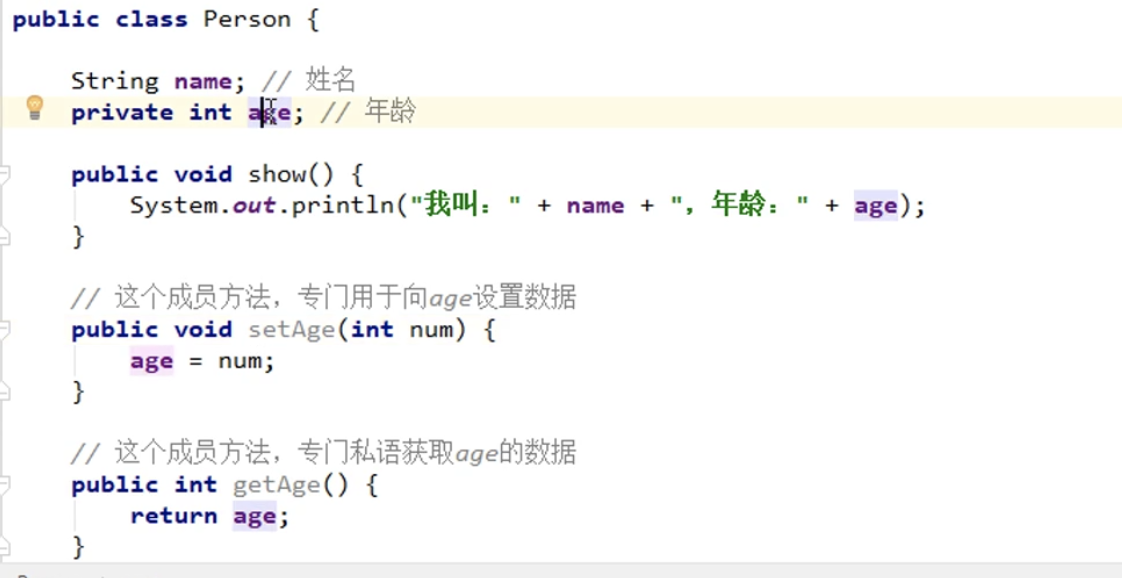 public class Person {
String name; // 姓名
private int age; // 年龄
public void show() {
System.out.println("我叫：" + name + "，年龄：" + age);
}
// 这个成员方法，专门用于向age设置数据
public void setAge(int num) {
age = num;
}
// 这个成员方法，专门私语获取age的数据
public int getAge() {
return age;
}